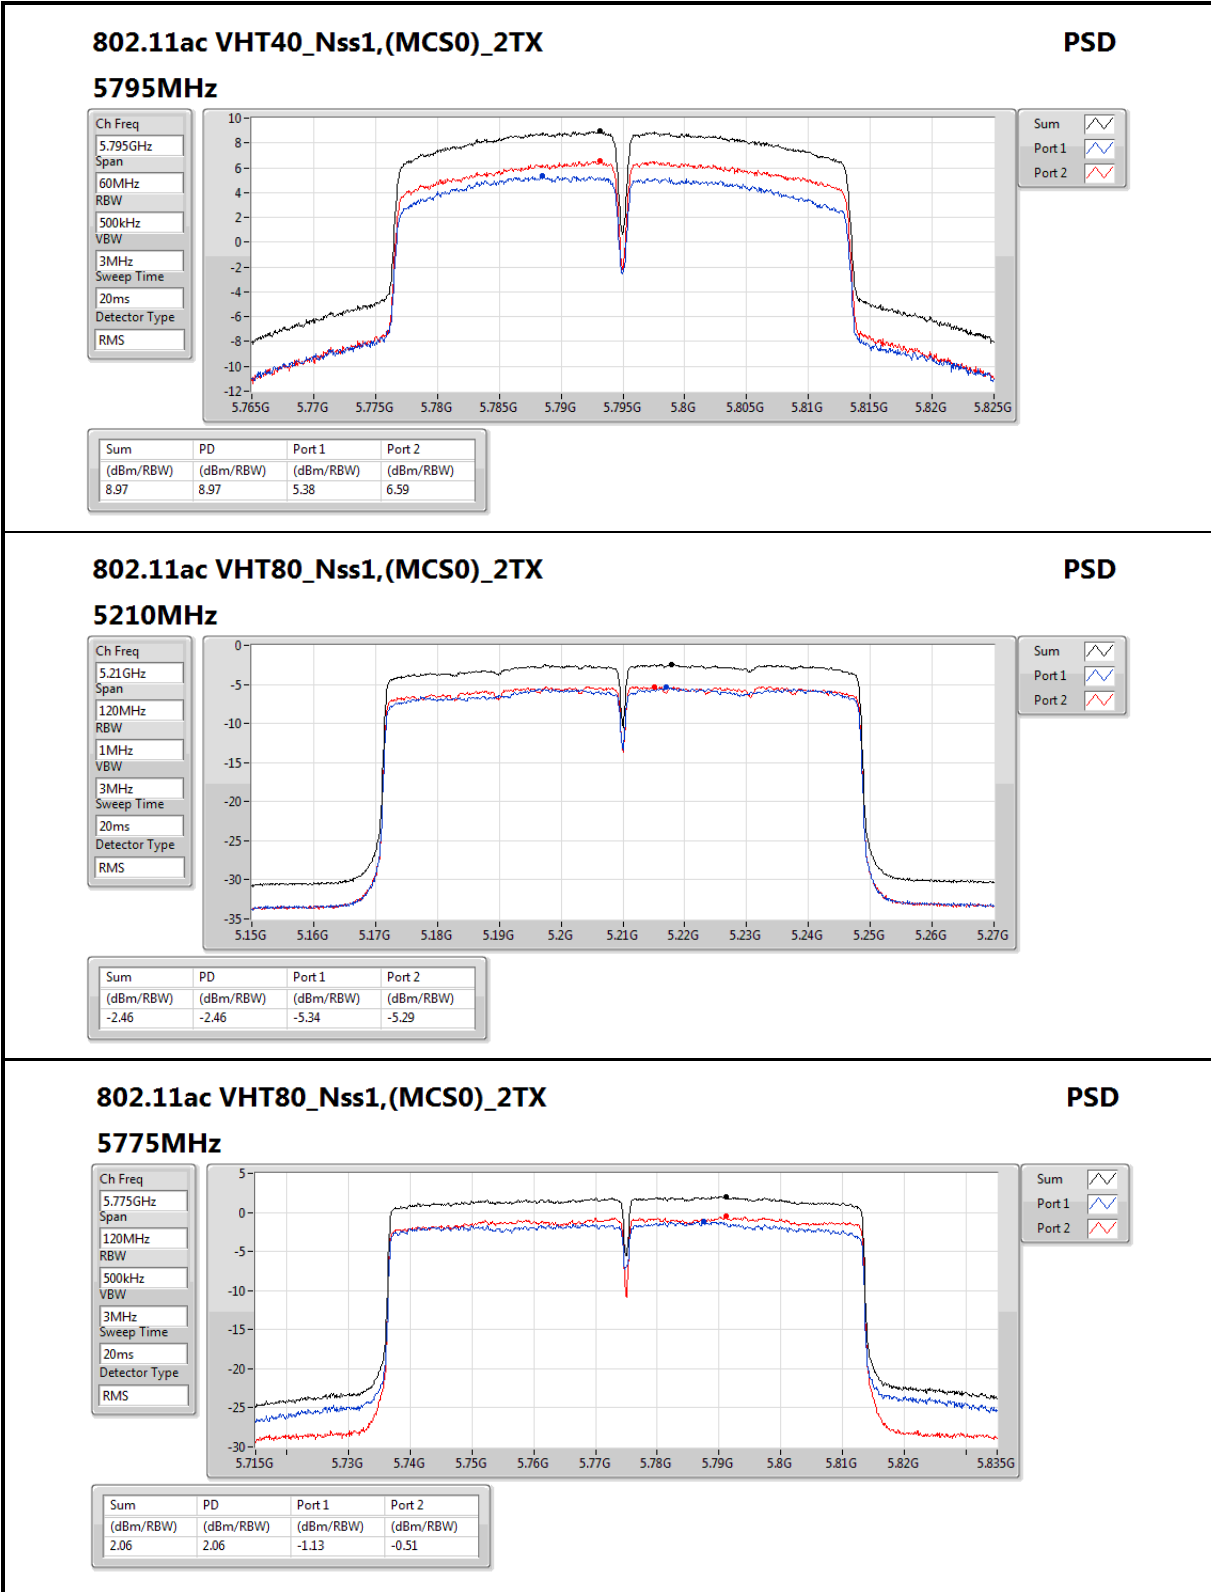 802.11ac VHT40_Nss1,(MCS0)_2TX PSD
5795MHz
Ch Freq
5.795GHz
Span
60MHz
RBW
500kHz
VBW
3MHz
Sweep Time
20ms
Detector Type
RMS
10
8
6
4
2
0
-2
-4
-6
-8
-10
-12
5.765G 5.77G 5.775G 5.78G 5.785G 5.79G 5.795G 5.8G 5.805G 5.81G 5.815G 5.82G 5.825G
Sum
Port 1
Port 2
Sum PD Port 1 Port 2
(dBm/RBW) (dBm/RBW) (dBm/RBW) (dBm/RBW)
8.97 8.97 5.38 6.59
802.11ac VHT80_Nss1,(MCS0)_2TX PSD
5210MHz
Ch Freq
5.21GHz
Span
120MHz
RBW
1MHz
VBW
3MHz
Sweep Time
20ms
Detector Type
RMS
0
-5
-10
-15
-20
-25
-30
-35
5.15G 5.16G 5.17G 5.18G 5.19G 5.2G 5.21G 5.22G 5.23G 5.24G 5.25G 5.26G 5.27G
Sum
Port 1
Port 2
Sum PD Port 1 Port 2
(dBm/RBW) (dBm/RBW) (dBm/RBW) (dBm/RBW)
-2.46 -2.46 -5.34 -5.29
802.11ac VHT80_Nss1,(MCS0)_2TX PSD
5775MHz
Ch Freq
5.775GHz
Span
120MHz
RBW
500kHz
VBW
3MHz
Sweep Time
20ms
Detector Type
RMS
5
0
-5
-10
-15
-20
-25
-30
5.715G 5.73G 5.74G 5.75G 5.76G 5.77G 5.78G 5.79G 5.8G 5.81G 5.82G 5.835G
Sum
Port 1
Port 2
Sum PD Port 1 Port 2
(dBm/RBW) (dBm/RBW) (dBm/RBW) (dBm/RBW)
2.06 2.06 -1.13 -0.51